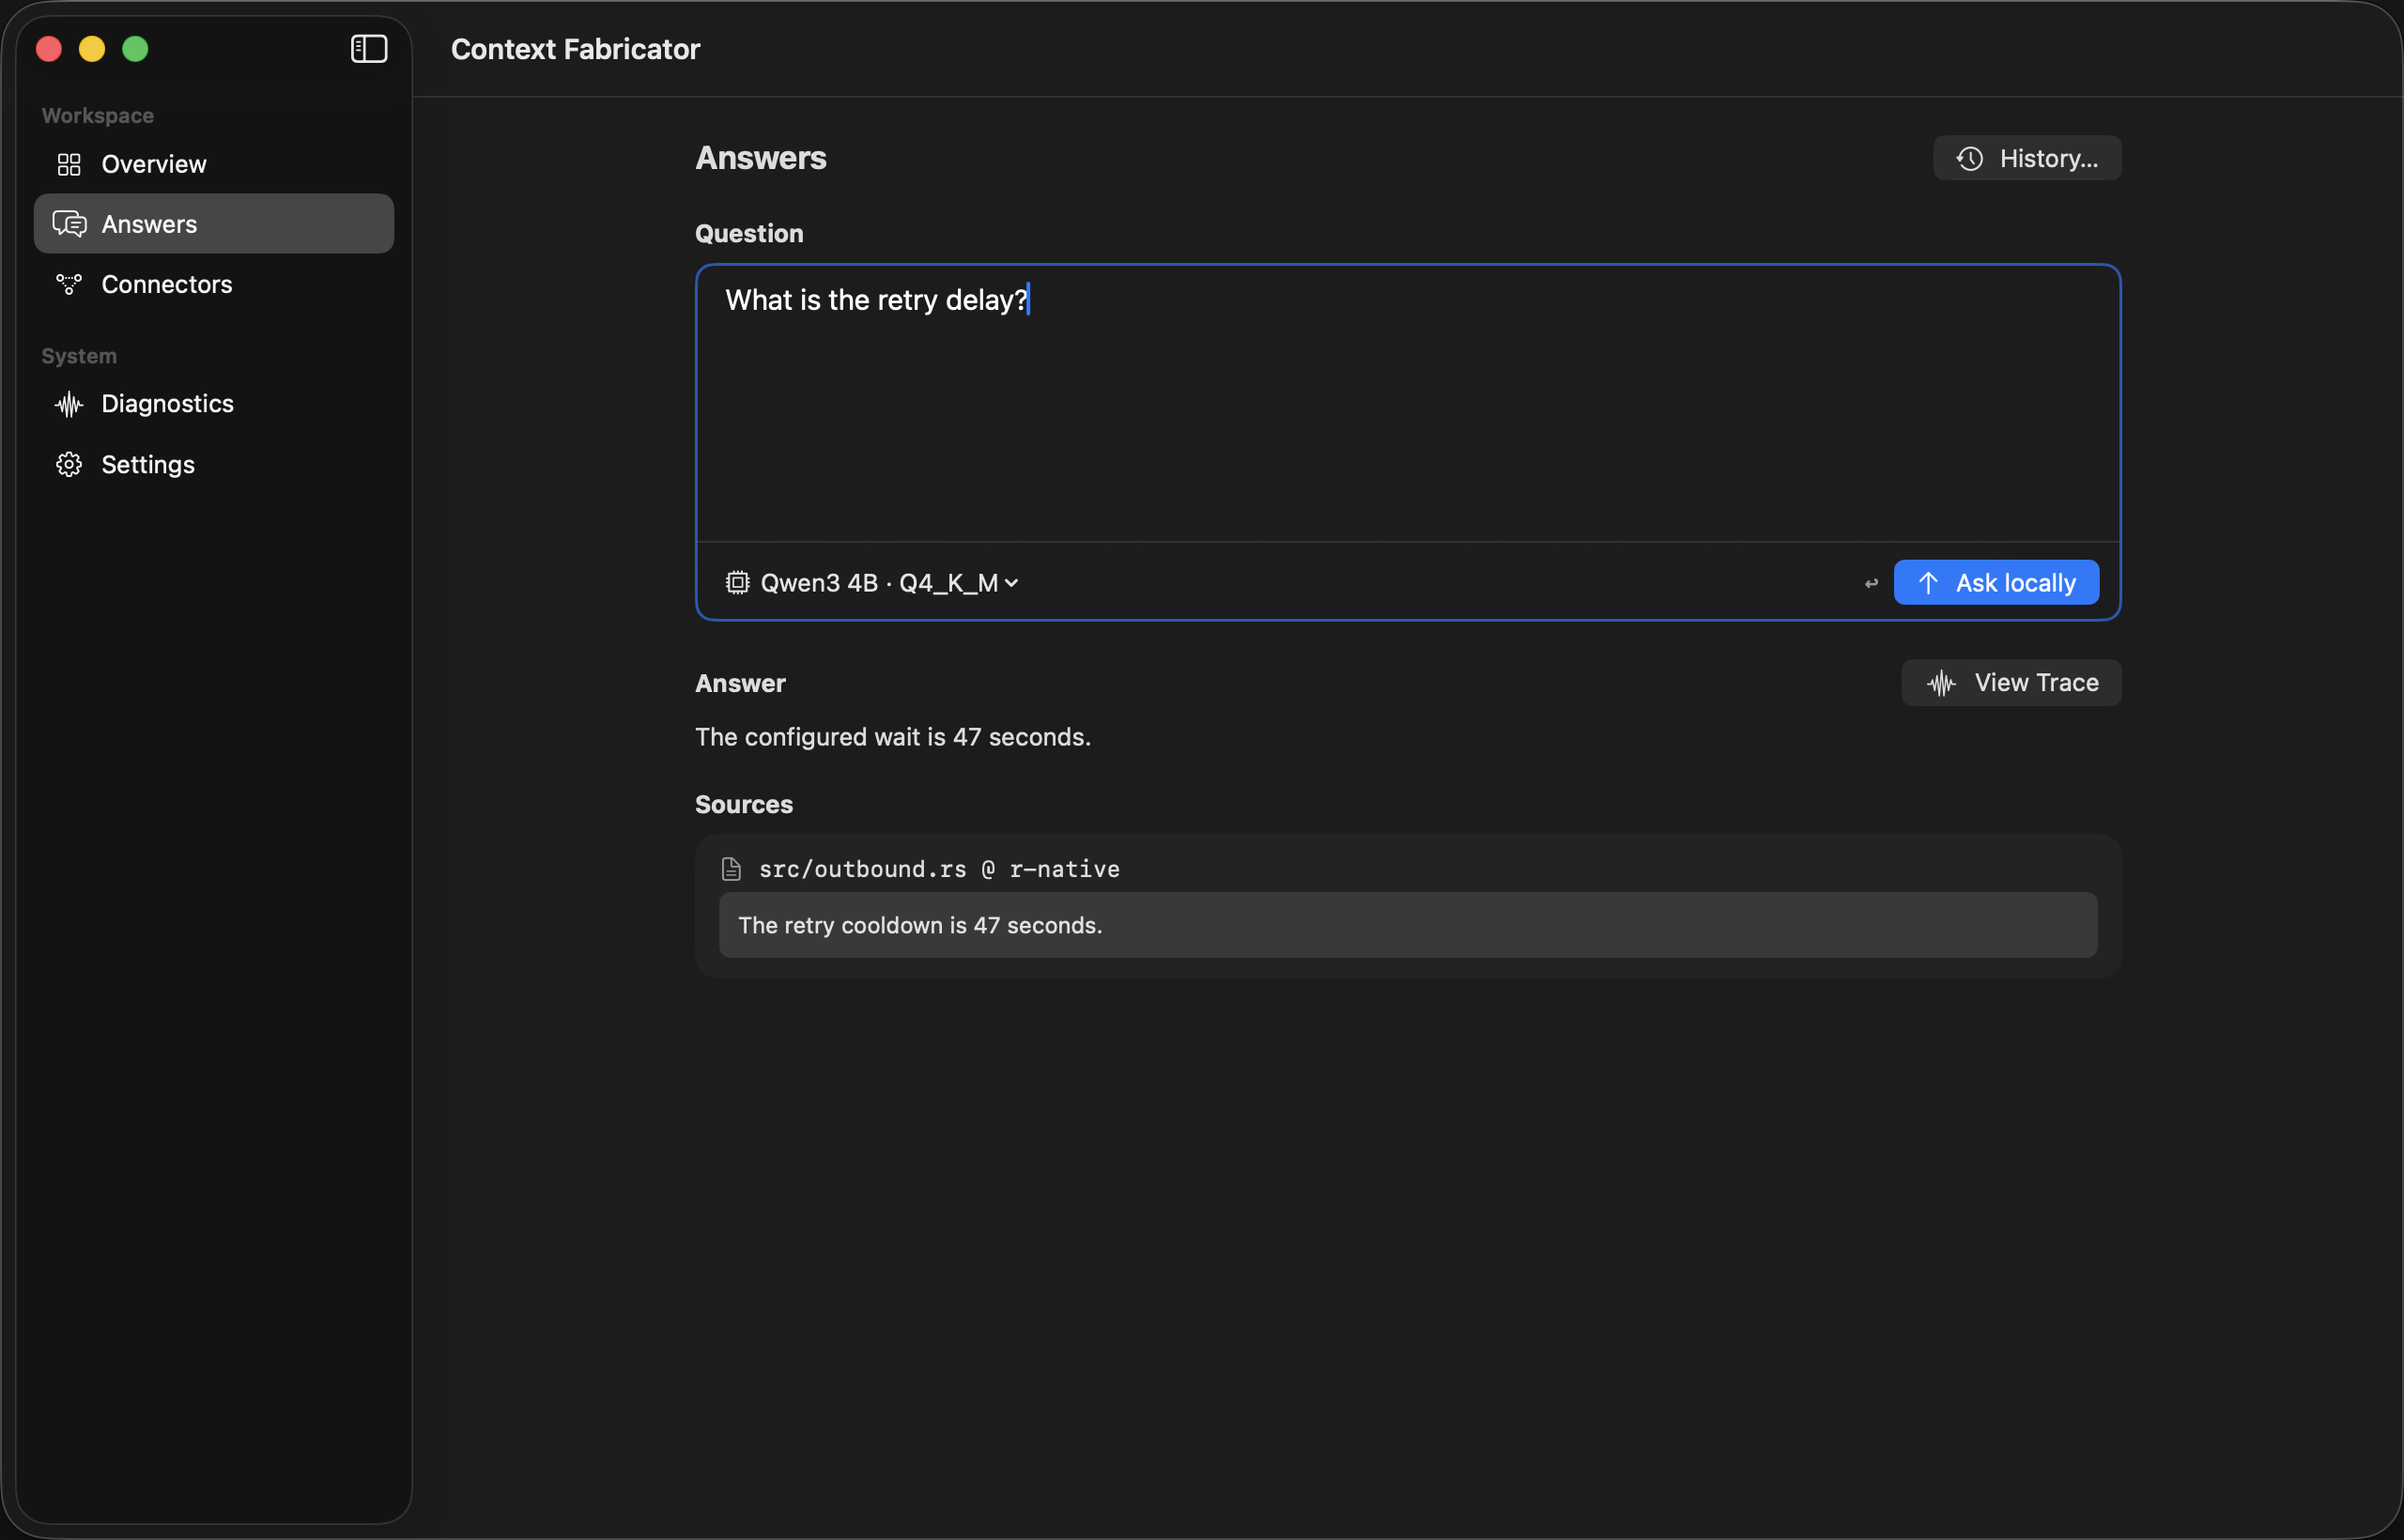 Context Fabricator
Workspace
Overview
Answers
Connectors
System
Diagnostics
Settings
Answers
History...
Question
What is the retry delay?
Qwen3 4B · Q4_K_M
Ask locally
Answer
View Trace
The configured wait is 47 seconds.
Sources
src/outbound.rs @ r-native
The retry cooldown is 47 seconds.